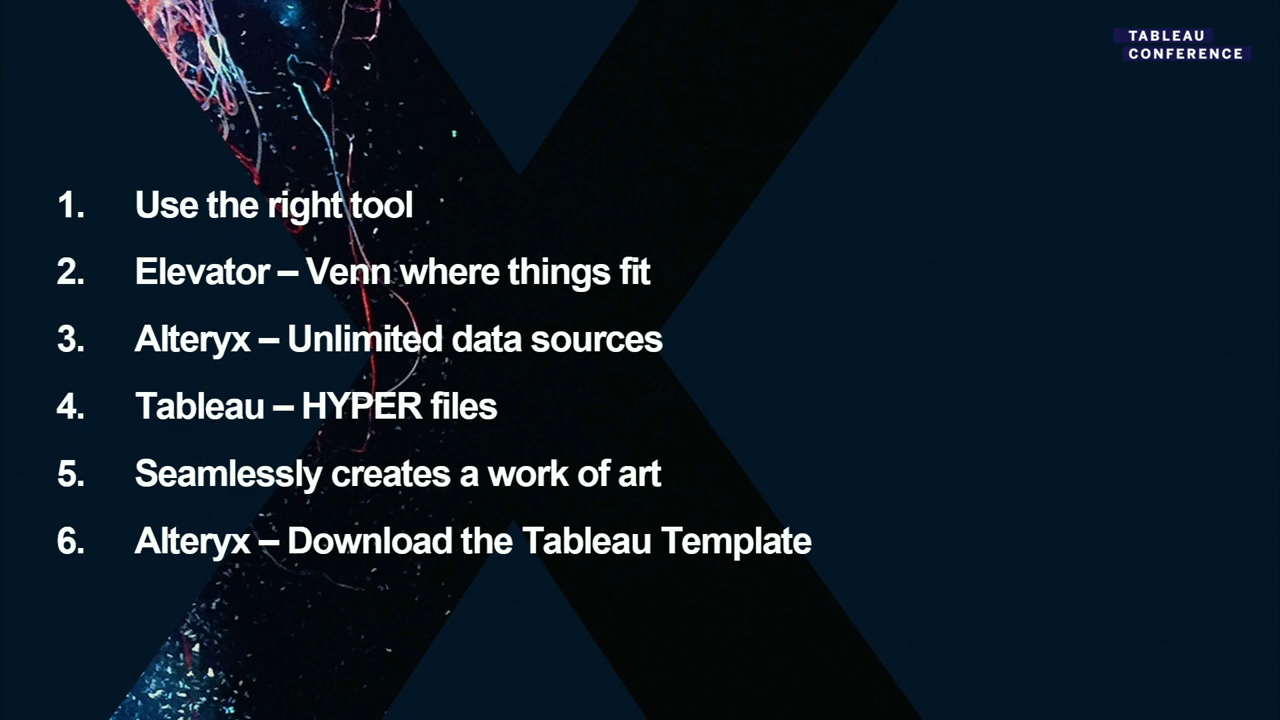 TABLEAU
CONFERENCE
1. Use the right tool
2. Elevator – Venn where things fit
3. Alteryx – Unlimited data sources
4. Tableau – HYPER files
5. Seamlessly creates a work of art
6. Alteryx – Download the Tableau Template